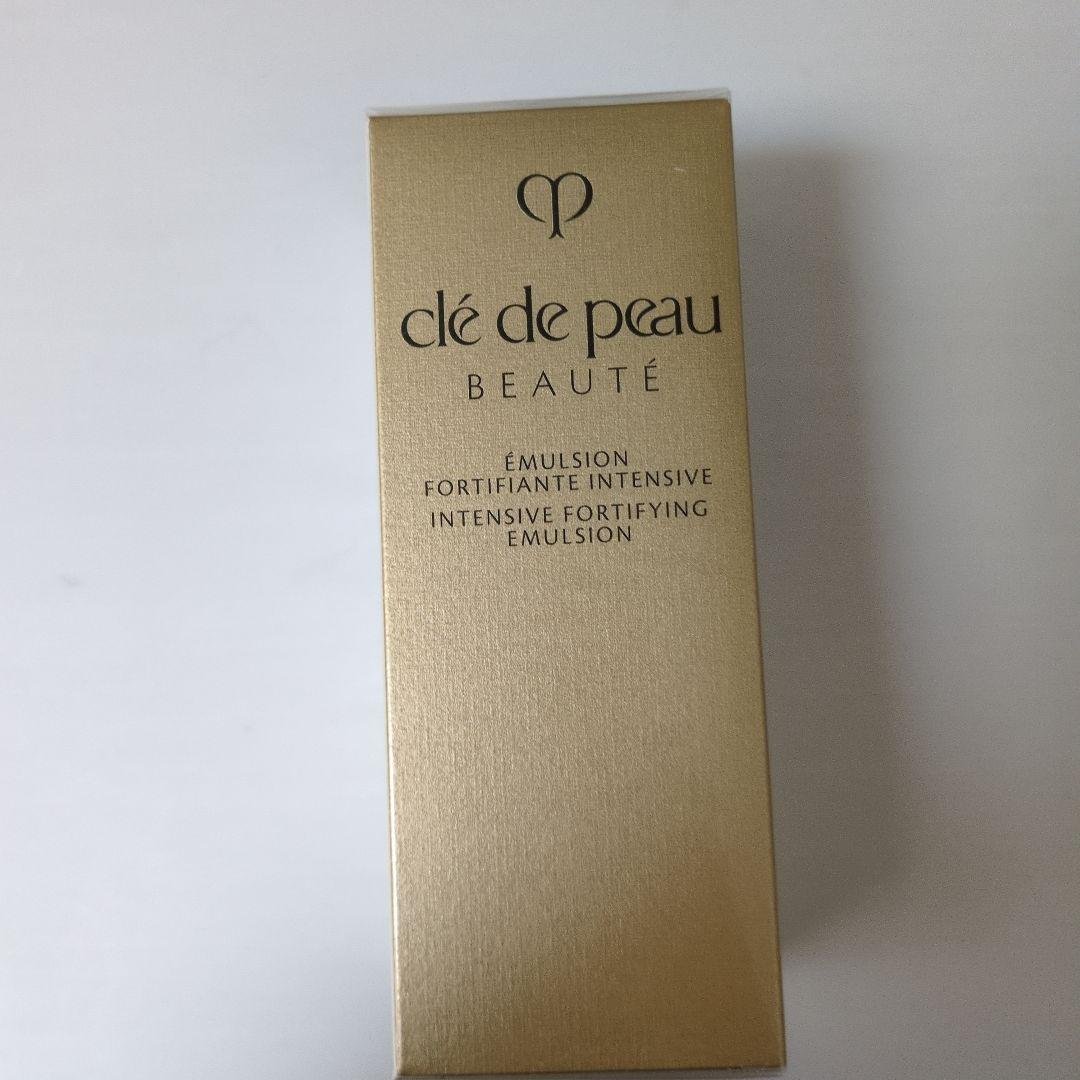 clé de peau
BEAUTÉ
ÉMULSION
FORTIFIANTE INTENSIVE
INTENSIVE FORTIFYING
EMULSION